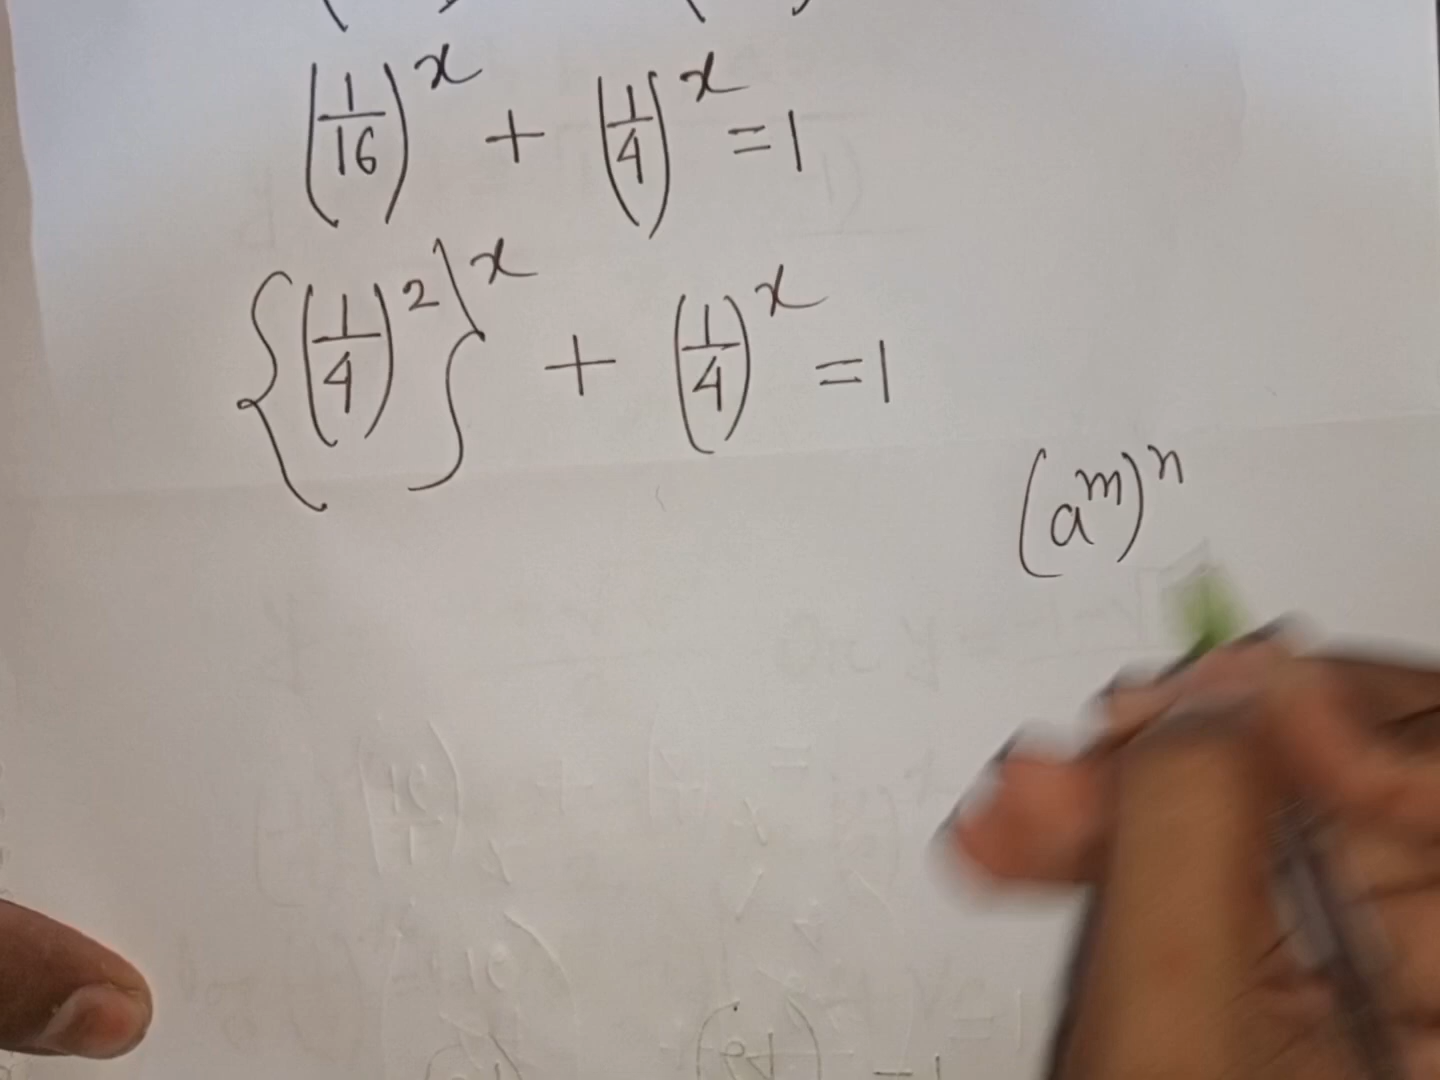 (1/16)^x + (1/4)^x = 1
{(1/4)^2}^x + (1/4)^x = 1
(a^m)^n